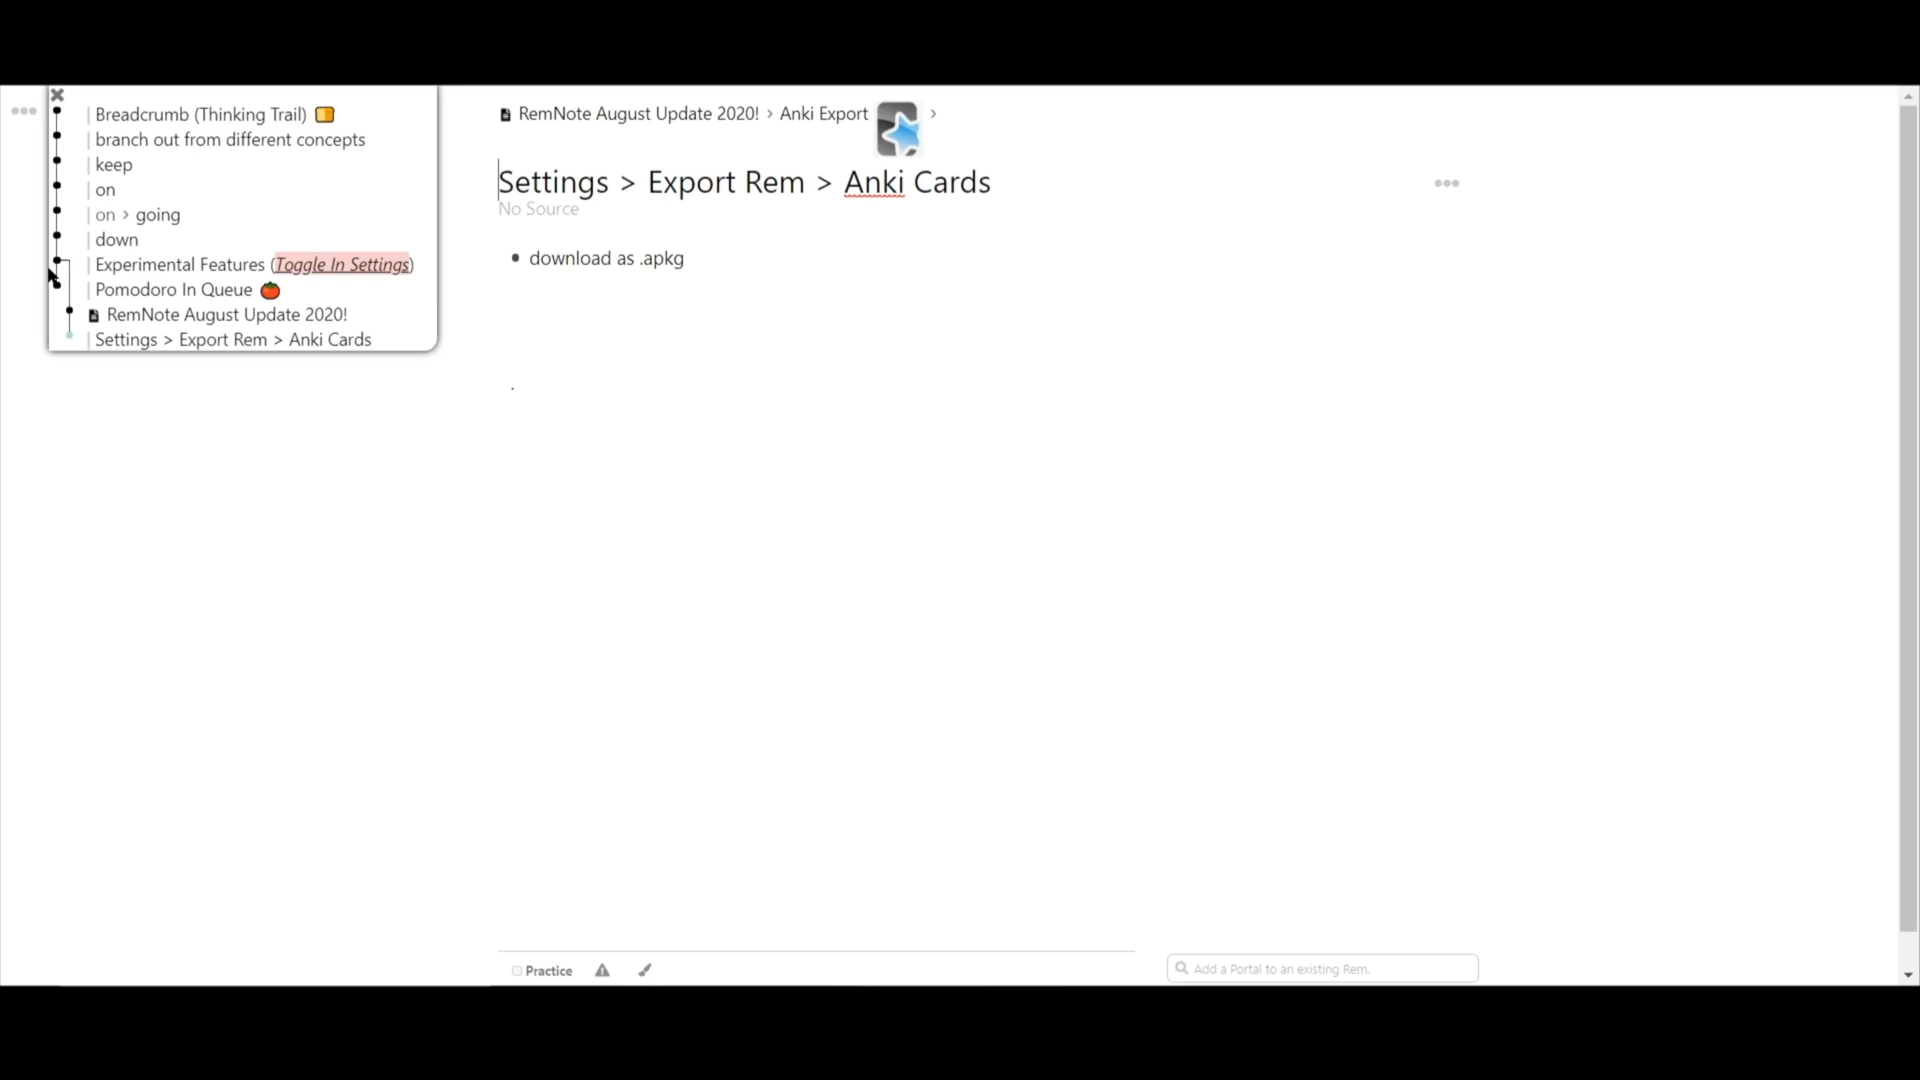 Breadcrumb (Thinking Trail)
branch out from different concepts
keep
on
on › going
down
Experimental Features (Toggle In Settings)
Pomodoro In Queue
RemNote August Update 2020!
Settings > Export Rem > Anki Cards
RemNote August Update 2020! › Anki Export ›
Settings > Export Rem > Anki Cards
No Source
download as .apkg
.
Practice
Add a Portal to an existing Rem.